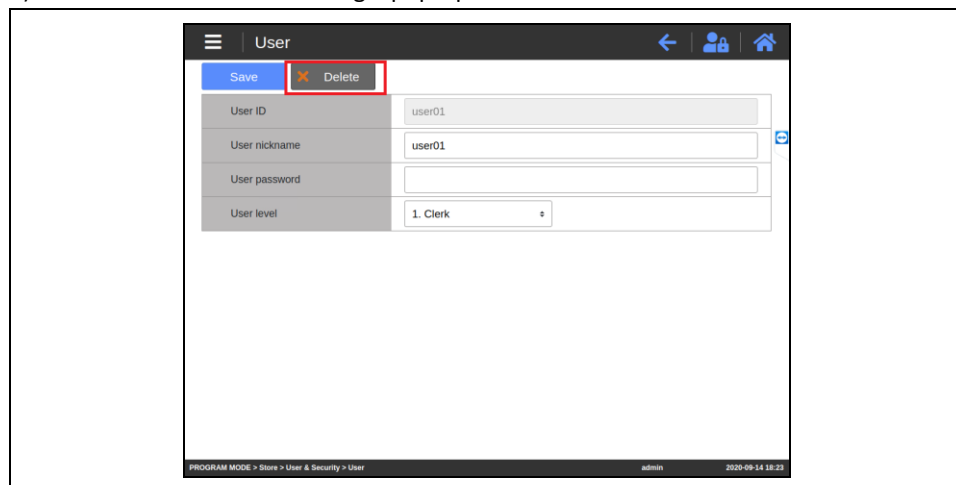 User
Save
Delete
User ID
user01
User nickname
user01
User password
User level
1. Clerk
PROGRAM MODE > Store > User & Security > User
admin
2020-09-14 18:23